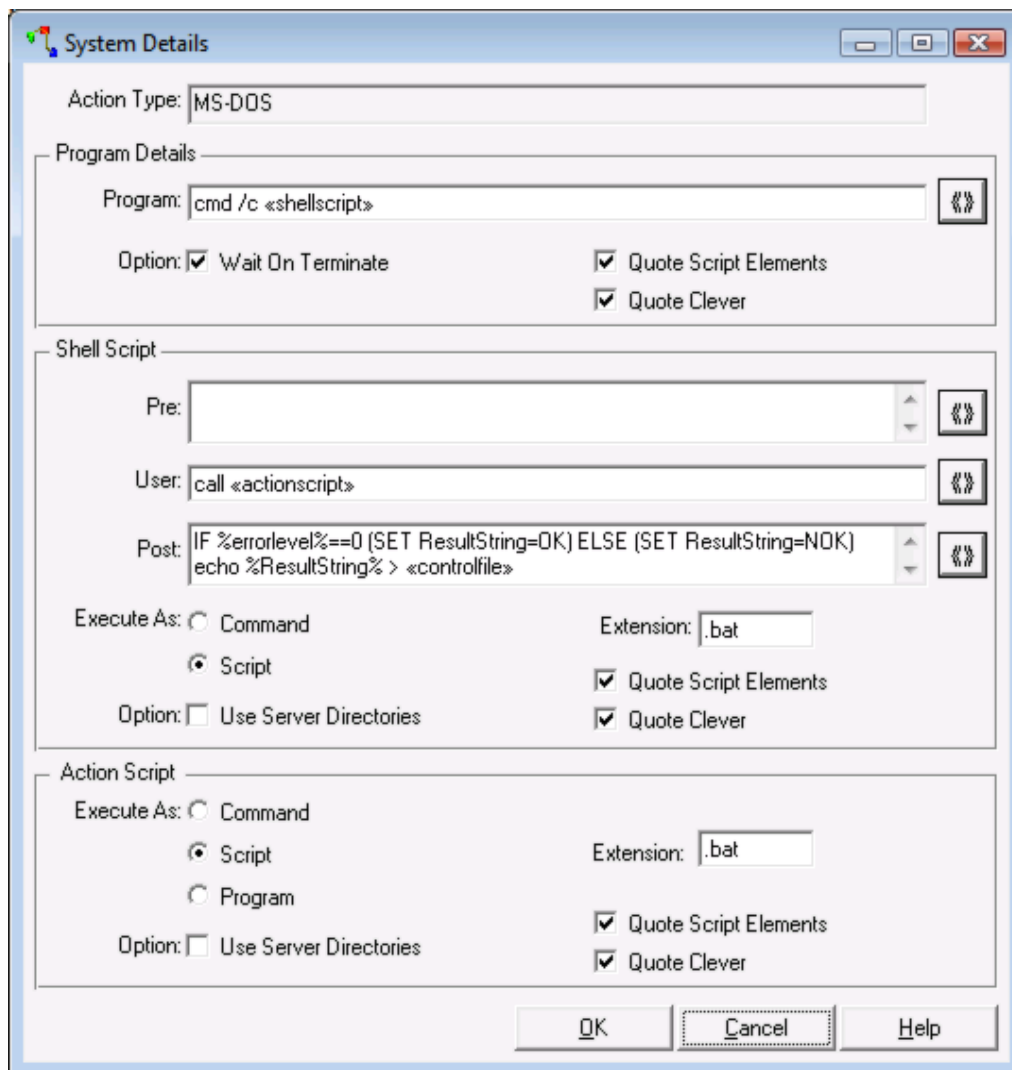 System Details
Action Type: MS-DOS
Program Details
Program: cmd /c «shellscript» «»
Option: Wait On Terminate Quote Script Elements
Quote Clever
Shell Script
Pre: «»
User: call «actionscript» «»
Post: IF %errorlevel%==0 (SET ResultString=OK) ELSE (SET ResultString=NOK)
echo %ResultString% > «controlfile» «»
Execute As: Command Extension: .bat
Script
Quote Script Elements
Option: Use Server Directories Quote Clever
Action Script
Execute As: Command
Script Extension: .bat
Program
Quote Script Elements
Option: Use Server Directories
Quote Clever
OK Cancel Help